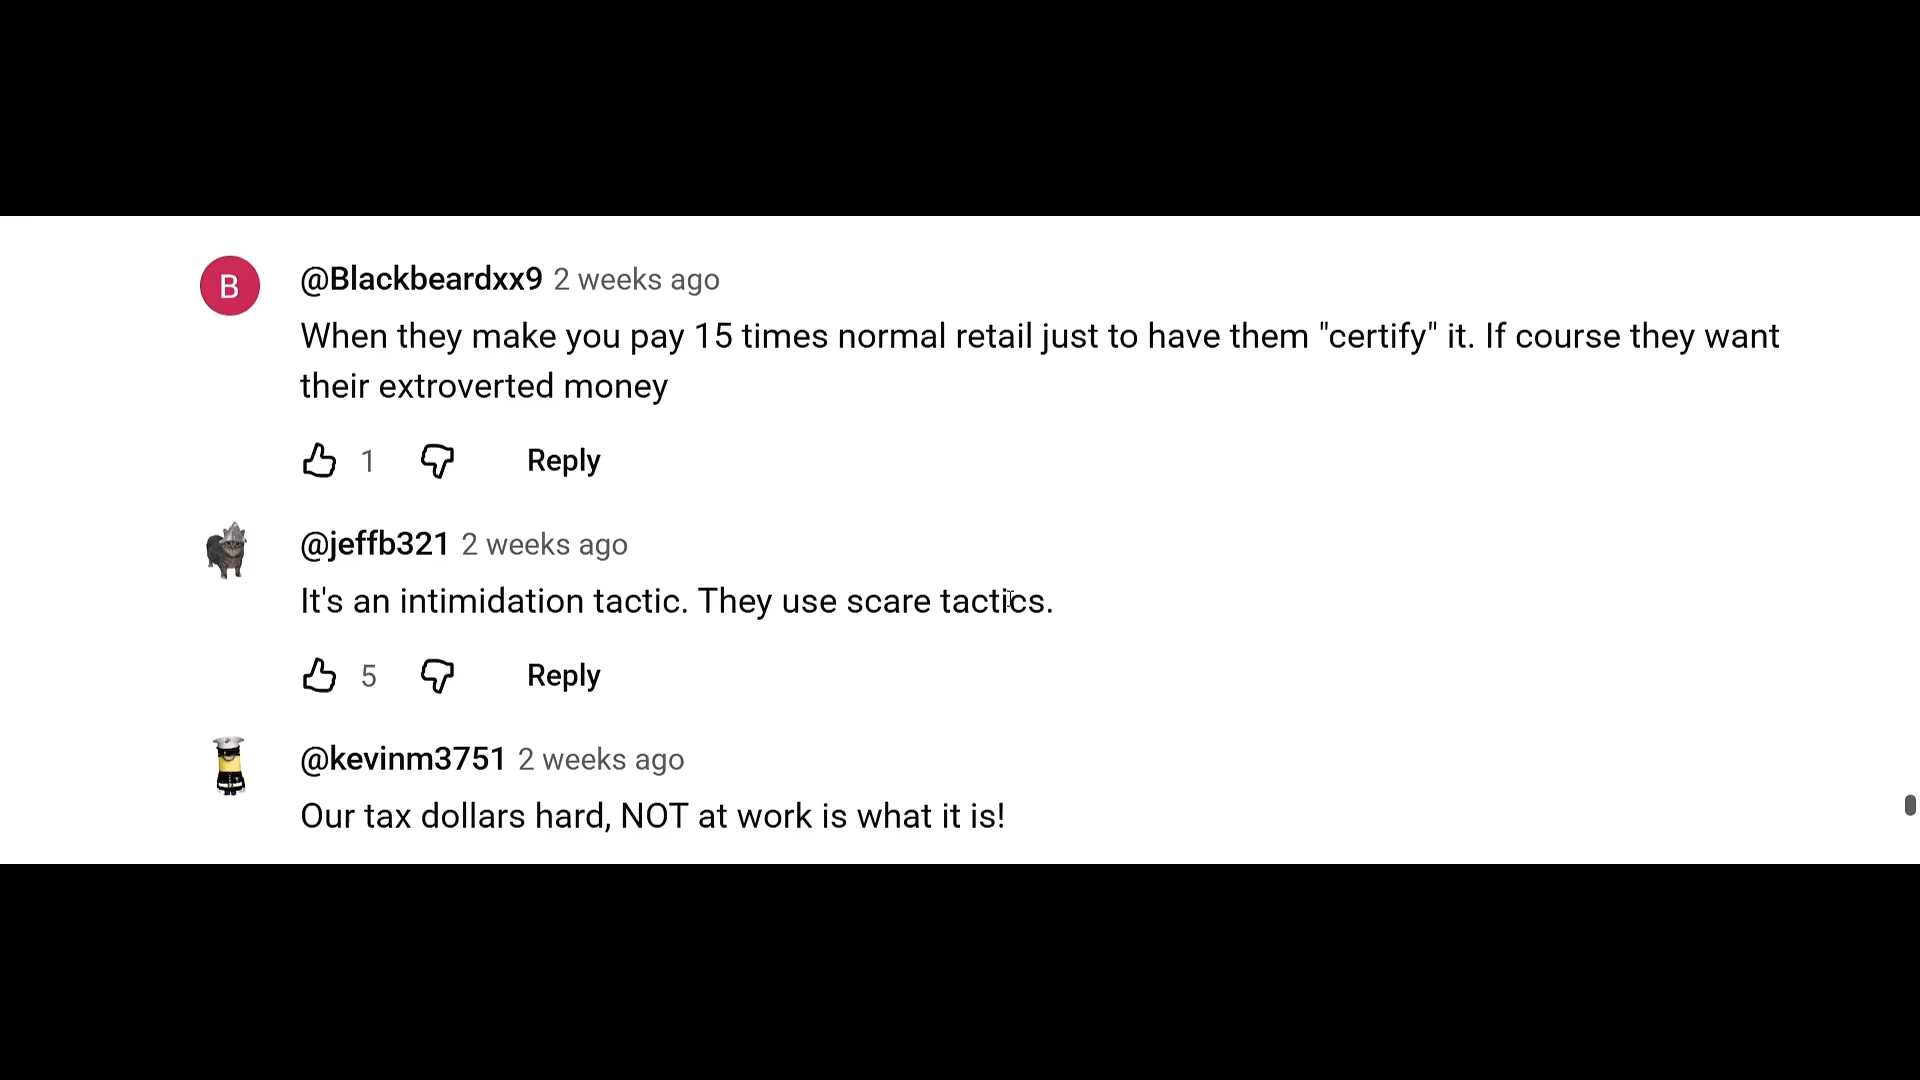 B
@Blackbeardxx9 2 weeks ago
When they make you pay 15 times normal retail just to have them "certify" it. If course they want
their extroverted money
1 Reply
@jeffb321 2 weeks ago
It's an intimidation tactic. They use scare tactics.
5 Reply
@kevinm3751 2 weeks ago
Our tax dollars hard, NOT at work is what it is!